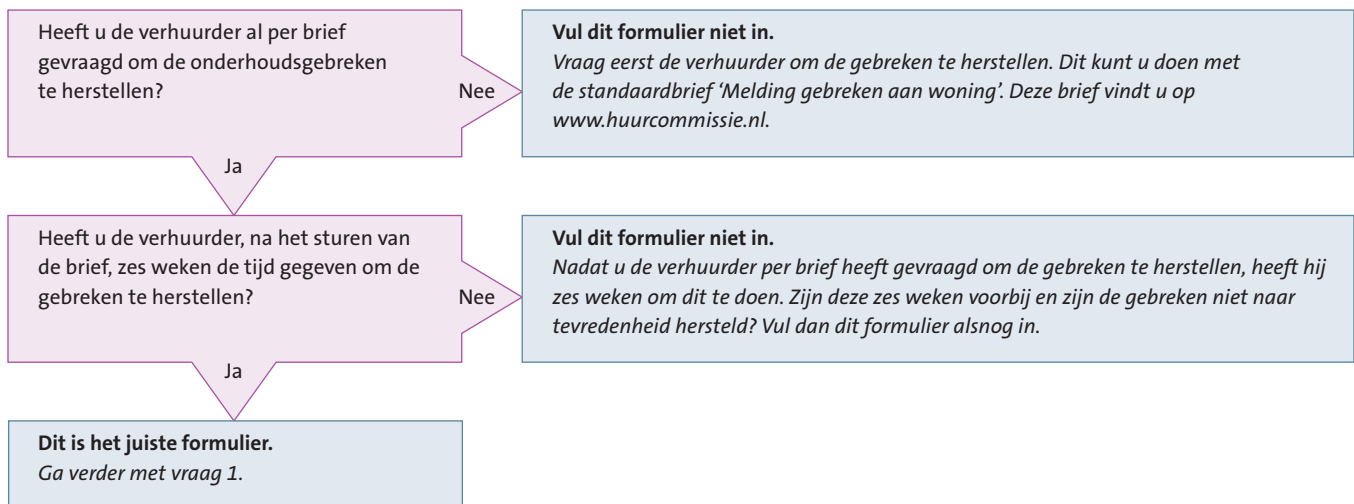 Heeft u de verhuurder al per brief
gevraagd om de onderhoudsgebreken
te herstellen?
Nee
Vul dit formulier niet in.
Vraag eerst de verhuurder om de gebreken te herstellen. Dit kunt u doen met
de standaardbrief ‘Melding gebreken aan woning’. Deze brief vindt u op
www.huurcommissie.nl.
Ja
Heeft u de verhuurder, na het sturen van
de brief, zes weken de tijd gegeven om de
gebreken te herstellen?
Nee
Vul dit formulier niet in.
Nadat u de verhuurder per brief heeft gevraagd om de gebreken te herstellen, heeft hij
zes weken om dit te doen. Zijn deze zes weken voorbij en zijn de gebreken niet naar
tevredenheid hersteld? Vul dan dit formulier alsnog in.
Ja
Dit is het juiste formulier.
Ga verder met vraag 1.